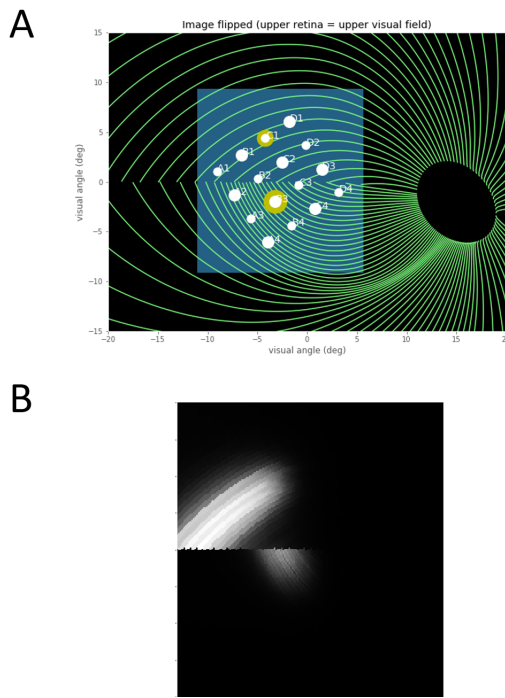 A
Image flipped (upper retina = upper visual field)
visual angle (deg)
15
10
5
0
−5
−10
−15
D1
C1
D2
B1
C2
D3
A1
B2
C3
D4
C4
A3
B4
−20
−15
−10
−5
0
5
10
15
visual angle (deg)
B